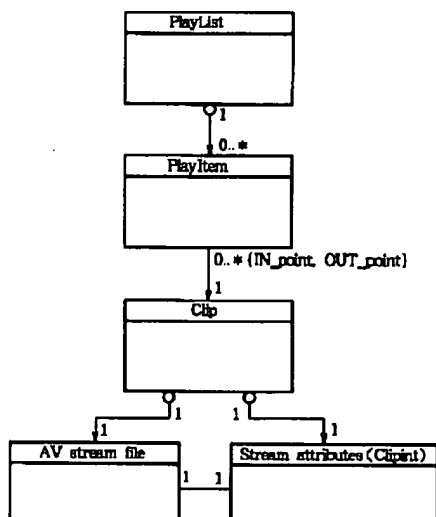 PlayList
1
0..*
PlayItem
0..* {IN_point, OUT_point}
1
Clip
1 1
1 1
AV stream file
Stream attributes(Clipint)
1 1